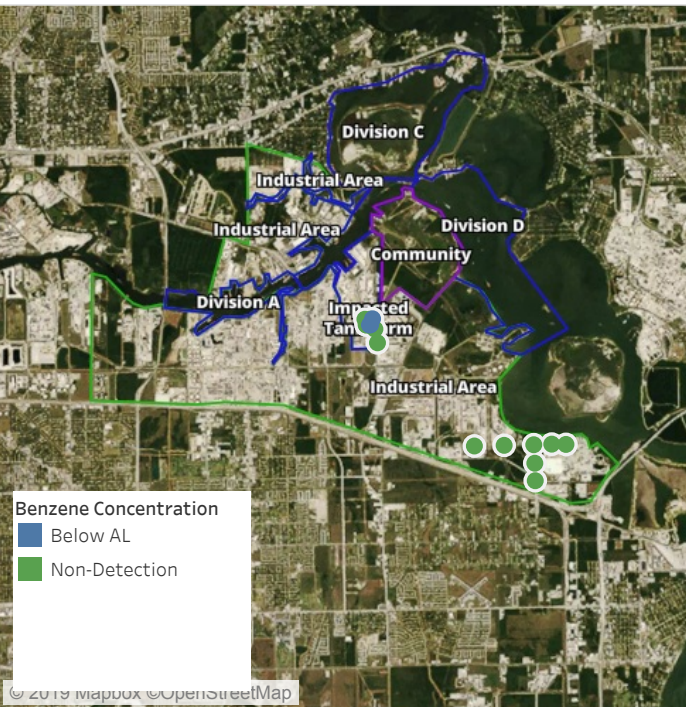 Division C
Industrial Area
Industrial Area
Division D
Community
Division A
Impacted
Tank Farm
Industrial Area
Benzene Concentration
Below AL
Non-Detection
© 2019 Mapbox ©OpenStreetMap